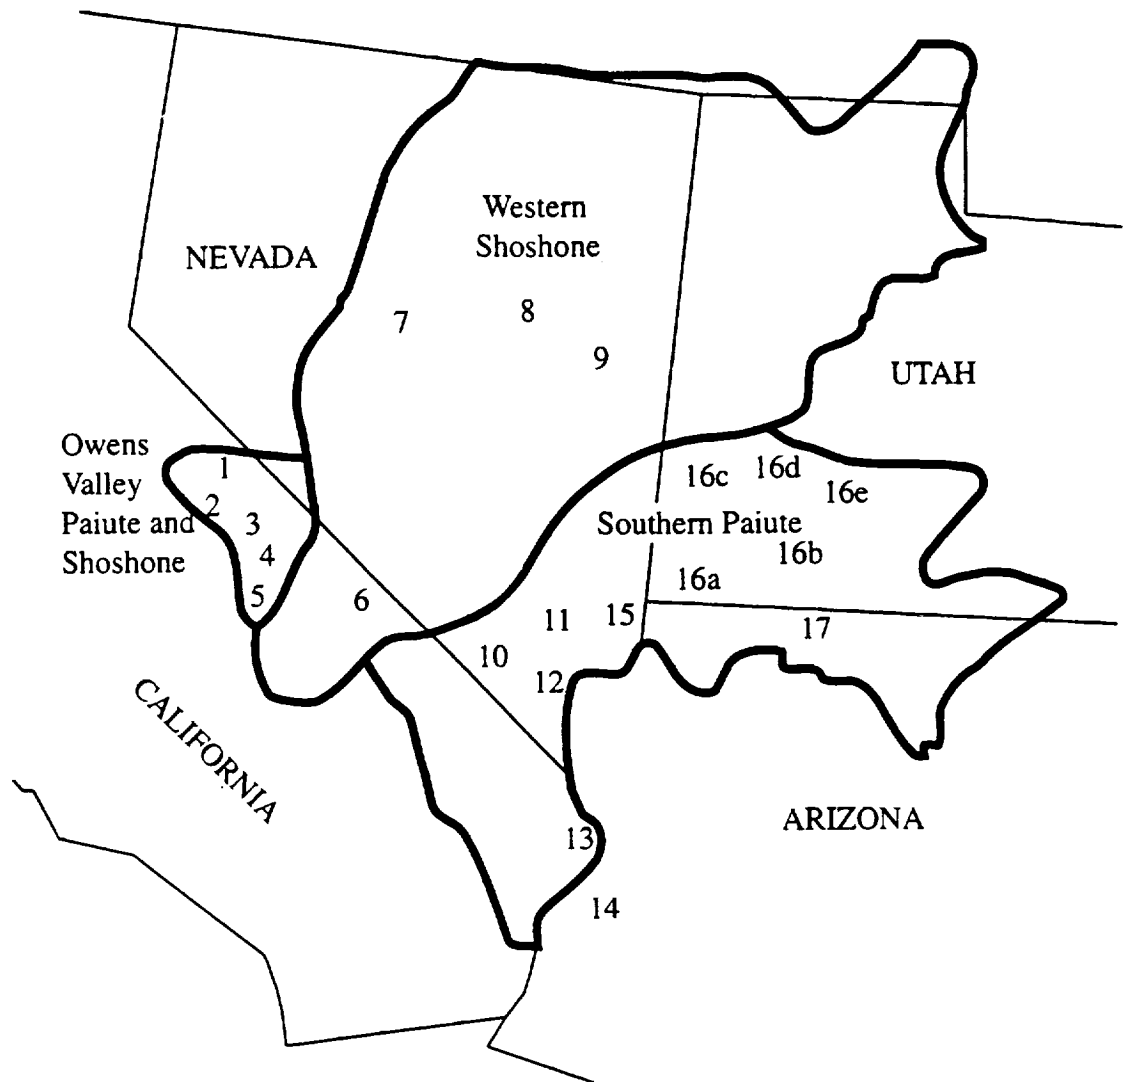 Western
Shoshone
NEVADA
7
8
9
UTAH
Owens
Valley
Paiute and
Shoshone
1
2
3
4
5
6
16c
16d
16e
Southern Paiute
16b
16a
11
15
17
10
12
CALIFORNIA
ARIZONA
13
14